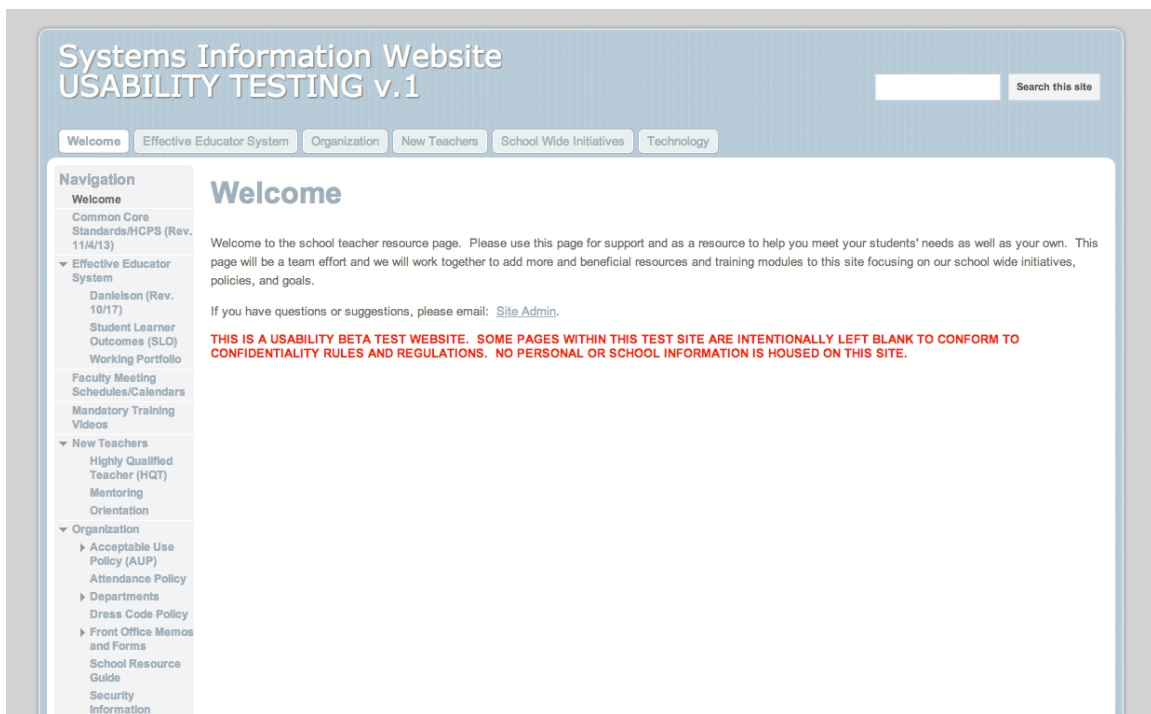 Systems Information Website
USABILITY TESTING v.1
Search this site
Welcome
Effective Educator System
Organization
New Teachers
School Wide Initiatives
Technology
Navigation
Welcome
Common Core
Standards/HCPS (Rev.
11/4/13)
Effective Educator
System
Danielson (Rev.
10/17)
Student Learner
Outcomes (SLO)
Working Portfolio
Faculty Meeting
Schedules/Calendars
Mandatory Training
Videos
New Teachers
Highly Qualified
Teacher (HQT)
Mentoring
Orientation
Organization
Acceptable Use
Policy (AUP)
Attendance Policy
Departments
Dress Code Policy
Front Office Memos
and Forms
School Resource
Guide
Security
Information
Welcome
Welcome to the school teacher resource page. Please use this page for support and as a resource to help you meet your students' needs as well as your own. This
page will be a team effort and we will work together to add more and beneficial resources and training modules to this site focusing on our school wide initiatives,
policies, and goals.
If you have questions or suggestions, please email: Site Admin.
THIS IS A USABILITY BETA TEST WEBSITE. SOME PAGES WITHIN THIS TEST SITE ARE INTENTIONALLY LEFT BLANK TO CONFORM TO
CONFIDENTIALITY RULES AND REGULATIONS. NO PERSONAL OR SCHOOL INFORMATION IS HOUSED ON THIS SITE.